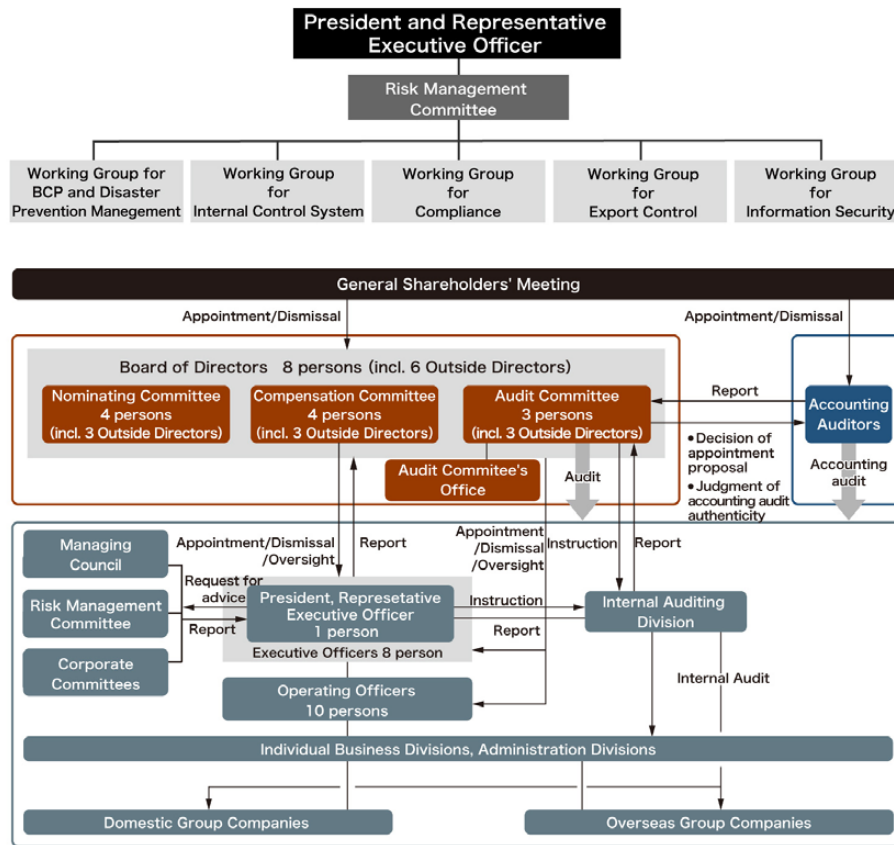 President and Representative
Executive Officer
Risk Management
Committee
Working Group for
BCP and Disaster
Prevention Mamagement
Working Group
for
Internal Control System
Working Group
for
Compliance
Working Group
for
Export Control
Working Group
for
Information Security
General Shareholders' Meeting
Appointment/Dismissal
Appointment/Dismissal
Board of Directors 8 persons (incl. 6 Outside Directors)
Nominating Committee
4 persons
(incl. 3 Outside Directors)
Compensation Committee
4 persons
(incl. 3 Outside Directors)
Audit Committee
3 persons
(incl. 3 Outside Directors)
Report
Accounting
Auditors
Audit Commitee's
Office
Audit
•Decision of
appointment
proposal
•Judgment of
accounting audit
authenticity
Accounting
audit
Managing
Council
Appointment/Dismissal
/Oversight
Report
Appointment
/Dismissal
/Oversight
Instruction
Report
Request for
advice
Risk Management
Committee
Report
President, Represetative
Executive Officer
1 person
Executive Officers 8 person
Instruction
Report
Internal Auditing
Division
Corporate
Committees
Internal Audit
Operating Officers
10 persons
Individual Business Divisions, Administration Divisions
Domestic Group Companies
Overseas Group Companies